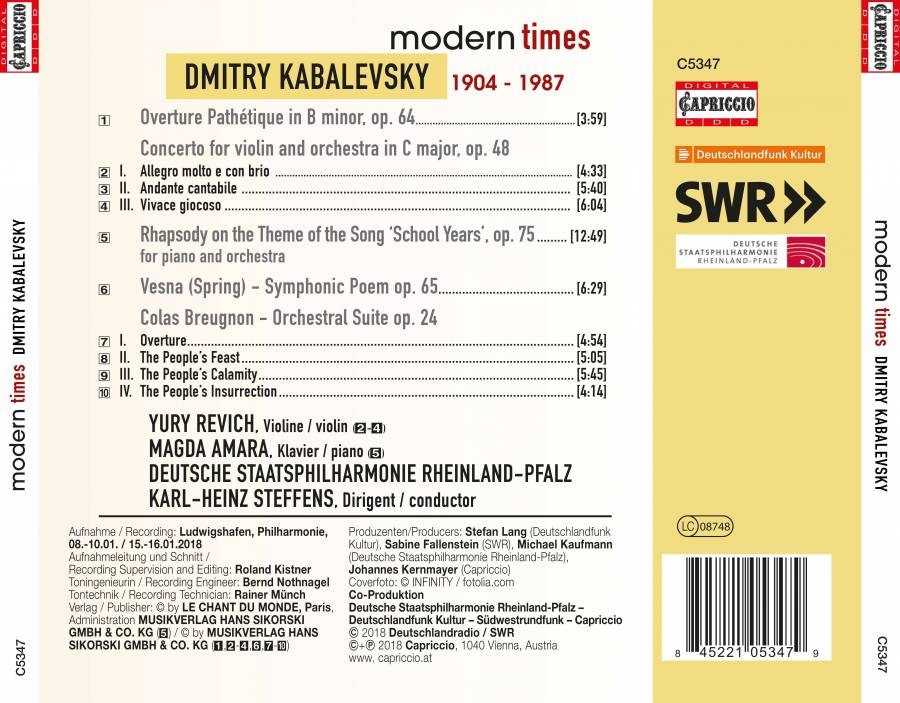 modern times
DMITRY KABALEVSKY 1904 - 1987
1 Overture Pathétique in B minor, op. 64 [3:59]
Concerto for violin and orchestra in C major, op. 48
2 I. Allegro molto e con brio [4:33]
3 II. Andante cantabile [5:40]
4 III. Vivace giocoso [6:04]
5 Rhapsody on the Theme of the Song ‘School Years’, op. 75 [12:49]
for piano and orchestra
6 Vesna (Spring) – Symphonic Poem op. 65 [6:29]
Colas Breugnon – Orchestral Suite op. 24
7 I. Overture [4:54]
8 II. The People’s Feast [5:05]
9 III. The People’s Calamity [5:45]
10 IV. The People’s Insurrection [4:14]
YURY REVICH, Violine / violin (2-4)
MAGDA AMARA, Klavier / piano (5)
DEUTSCHE STAATSPHILHARMONIE RHEINLAND-PFALZ
KARL-HEINZ STEFFENS, Dirigent / conductor
Aufnahme / Recording: Ludwigshafen, Philharmonie,
08.-10.01. / 15.-16.01.2018
Aufnahmeleitung und Schnitt /
Recording Supervision and Editing: Roland Kistner
Toningenieurin / Recording Engineer: Bernd Nothnagel
Tontechnik / Recording Technician: Rainer Münch
Verlag / Publisher: © by LE CHANT DU MONDE, Paris,
Administration MUSIKVERLAG HANS SIKORSKI
GMBH & CO. KG (5) / © by MUSIKVERLAG HANS
SIKORSKI GMBH & CO. KG (1,2-4,6,7-10)
Produzenten/Producers: Stefan Lang (Deutschlandfunk
Kultur), Sabine Fallenstein (SWR), Michael Kaufmann
(Deutsche Staatsphilharmonie Rheinland-Pfalz),
Johannes Kernmayer (Capriccio)
Coverfoto: © INFINITY / fotolia.com
Co-Produktion
Deutsche Staatsphilharmonie Rheinland-Pfalz –
Deutschlandfunk Kultur – Südwestrundfunk – Capriccio
© 2018 Deutschlandradio / SWR
©+℗ 2018 Capriccio, 1040 Vienna, Austria
www. capriccio.at
C5347
DIGITAL
CAPRICCIO
D D D
Deutschlandfunk Kultur
SWR
DEUTSCHE
STAATSPHILHARMONIE
RHEINLAND-PFALZ
LC 08748
8 45221 05347 9
DIGITAL
CAPRICCIO
D D D
modern times DMITRY KABALEVSKY
C5347
DIGITAL
CAPRICCIO
D D D
modern times DMITRY KABALEVSKY
C5347